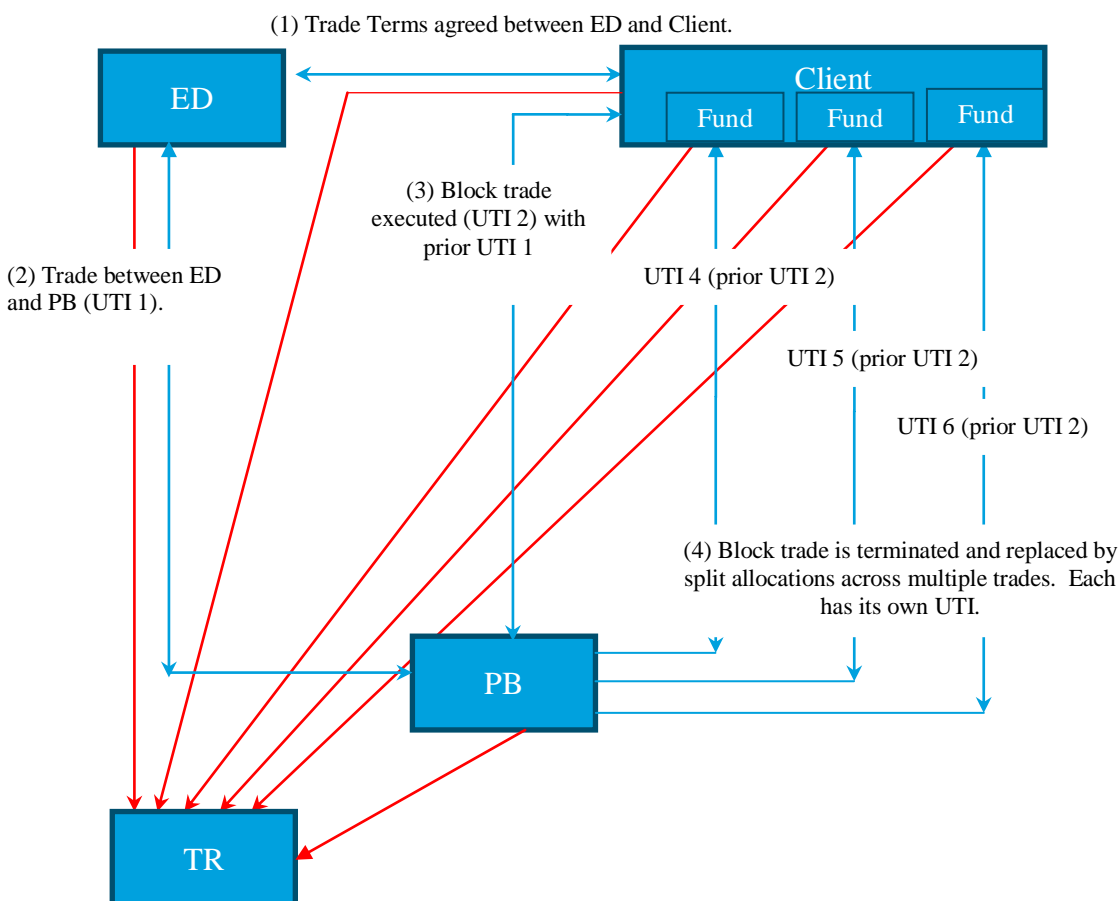 (1) Trade Terms agreed between ED and Client.
ED
Client
Fund
Fund
Fund
(3) Block trade
executed (UTI 2) with
prior UTI 1
(2) Trade between ED
and PB (UTI 1).
UTI 4 (prior UTI 2)
UTI 5 (prior UTI 2)
UTI 6 (prior UTI 2)
(4) Block trade is terminated and replaced by
split allocations across multiple trades.  Each
has its own UTI.
PB
TR